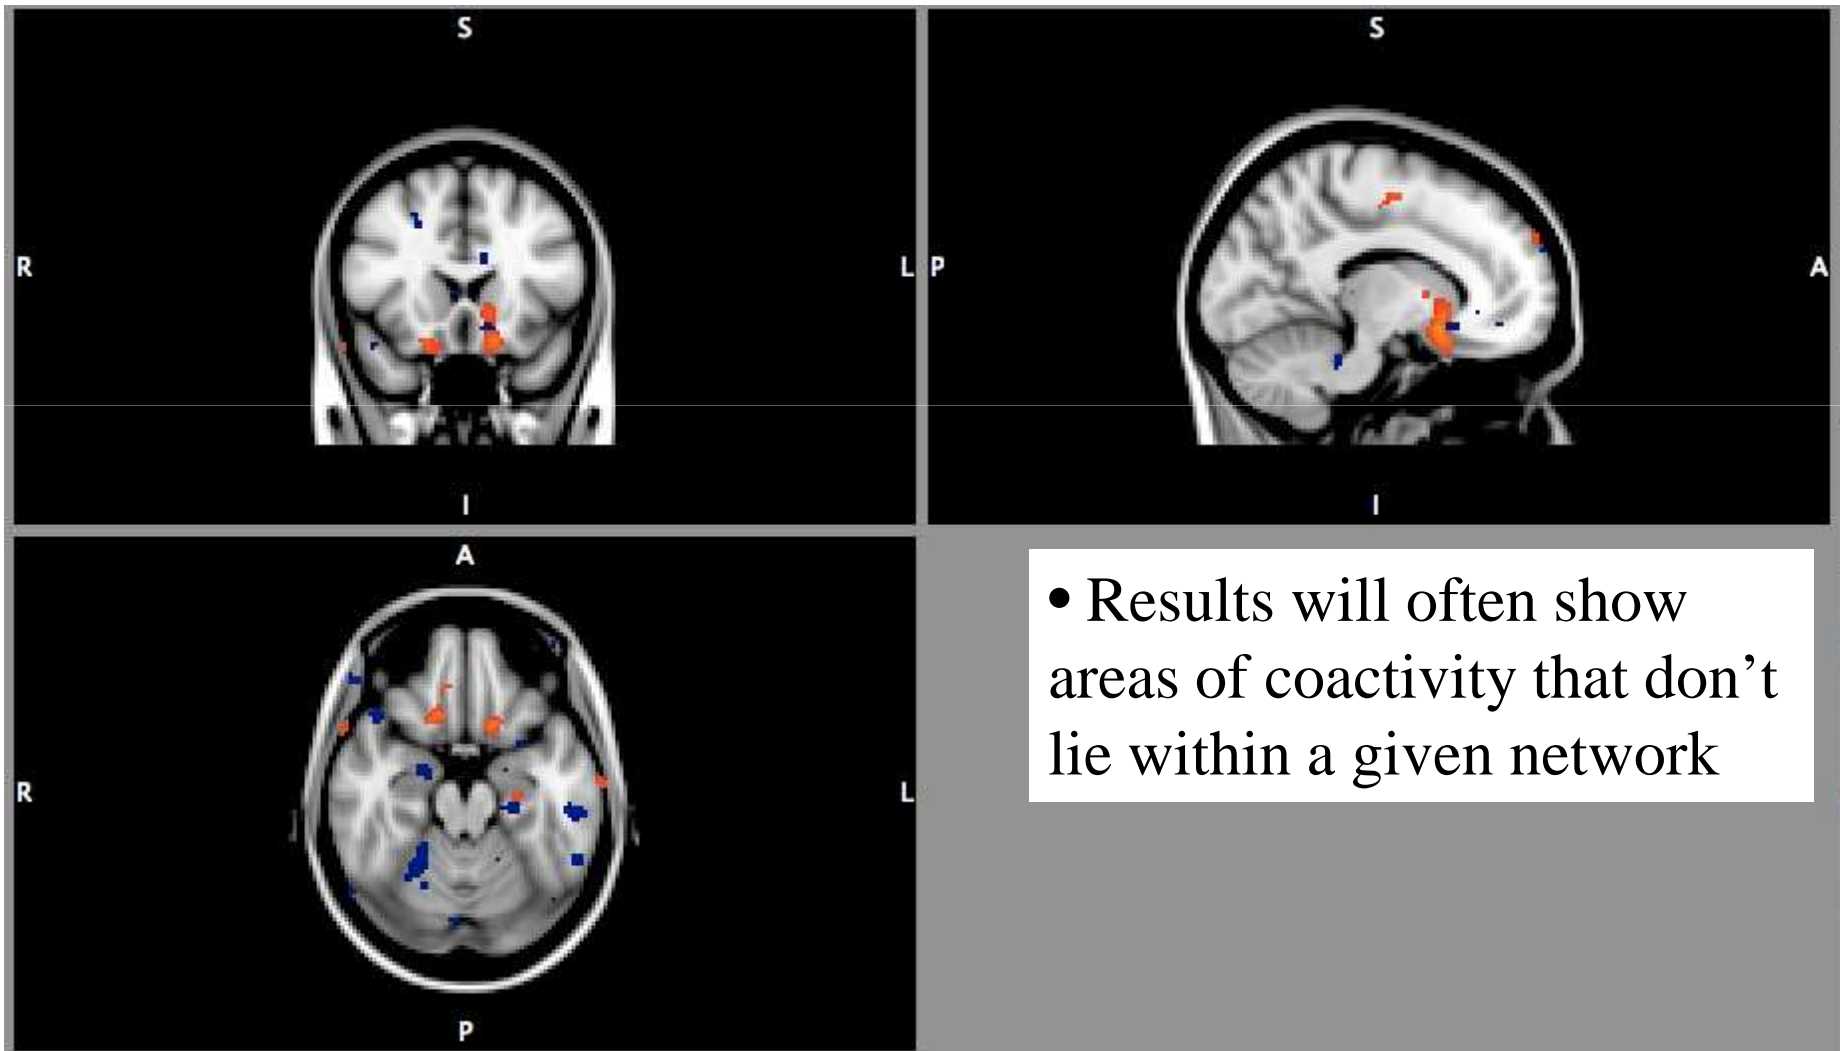 S
R
L
I
S
P
A
I
A
R
L
P
• Results will often show
areas of coactivity that don’t
lie within a given network